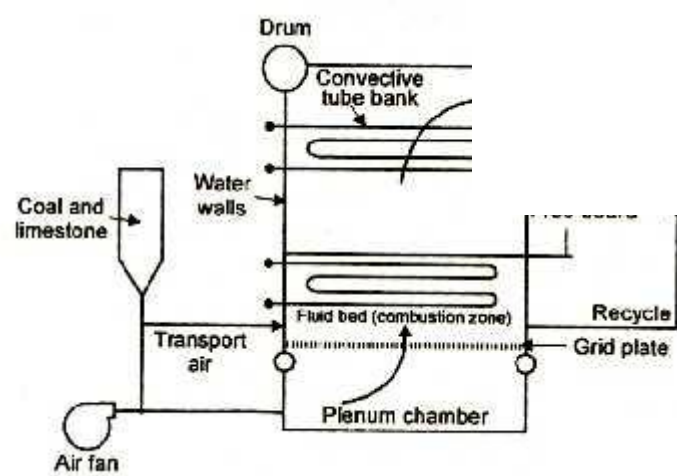 Drum
Convective
tube bank
Water
walls
Coal and
limestone
Fluid bed (combustion zone)
Recycle
Transport
air
Grid plate
Plenum chamber
Air fan